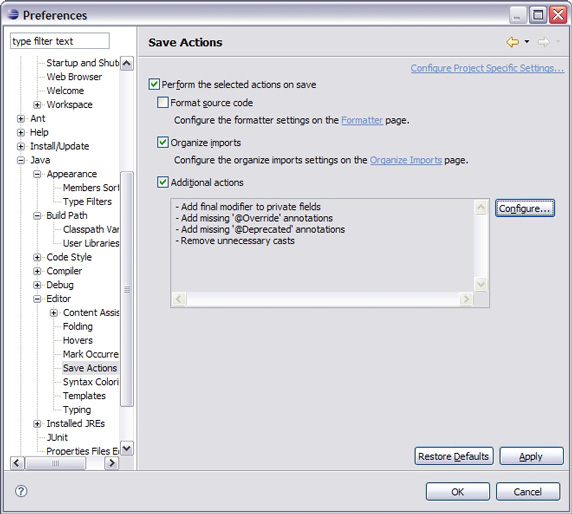 Preferences
type filter text
Save Actions
Startup and Shut
Web Browser
Welcome
Workspace
Ant
Help
Install/Update
Java
Appearance
Members Sort
Type Filters
Build Path
Classpath Var
User Libraries
Code Style
Compiler
Debug
Editor
Content Assis
Folding
Hovers
Mark Occurre
Save Actions
Syntax Colori
Templates
Typing
Installed JREs
JUnit
Properties Files E
Configure Project Specific Settings...
Perform the selected actions on save
Format source code
Configure the formatter settings on the Formatter page.
Organize imports
Configure the organize imports settings on the Organize Imports page.
Additional actions
- Add final modifier to private fields
- Add missing '@Override' annotations
- Add missing '@Deprecated' annotations
- Remove unnecessary casts
Configure...
Restore Defaults
Apply
?
OK
Cancel